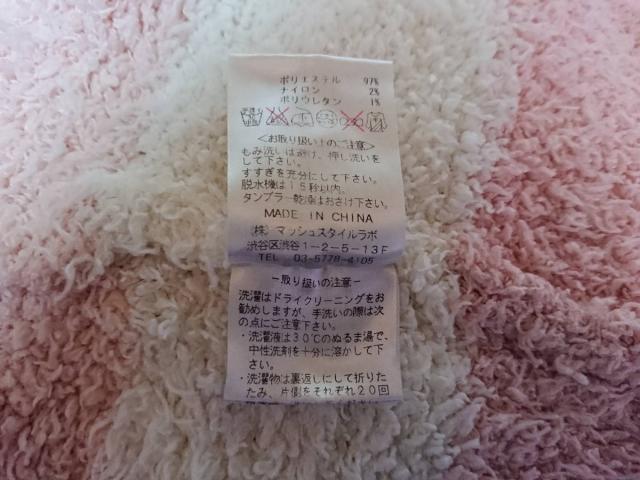 ポリエステル 97%
ナイロン 2%
ポリウレタン 1%
<お取り扱い上のご注意>
もみ洗いは避け、押し洗いを
して下さい。
すすぎを充分にして下さい。
脱水機は15秒以内。
タンブラー乾燥はおさけ下さい。
MADE IN CHINA
(株)マッシュスタイルラボ
渋谷区渋谷1-2-5-13F
TEL 03-5778-4105
-取り扱いの注意-
洗濯はドライクリーニングをお
勧めしますが、手洗いの際は次
の点にご注意下さい。
・洗濯液は30℃のぬるま湯で、
中性洗剤を十分に溶かして下
さい。
・洗濯物は裏返しにして折りた
たみ、片側をそれぞれ20回